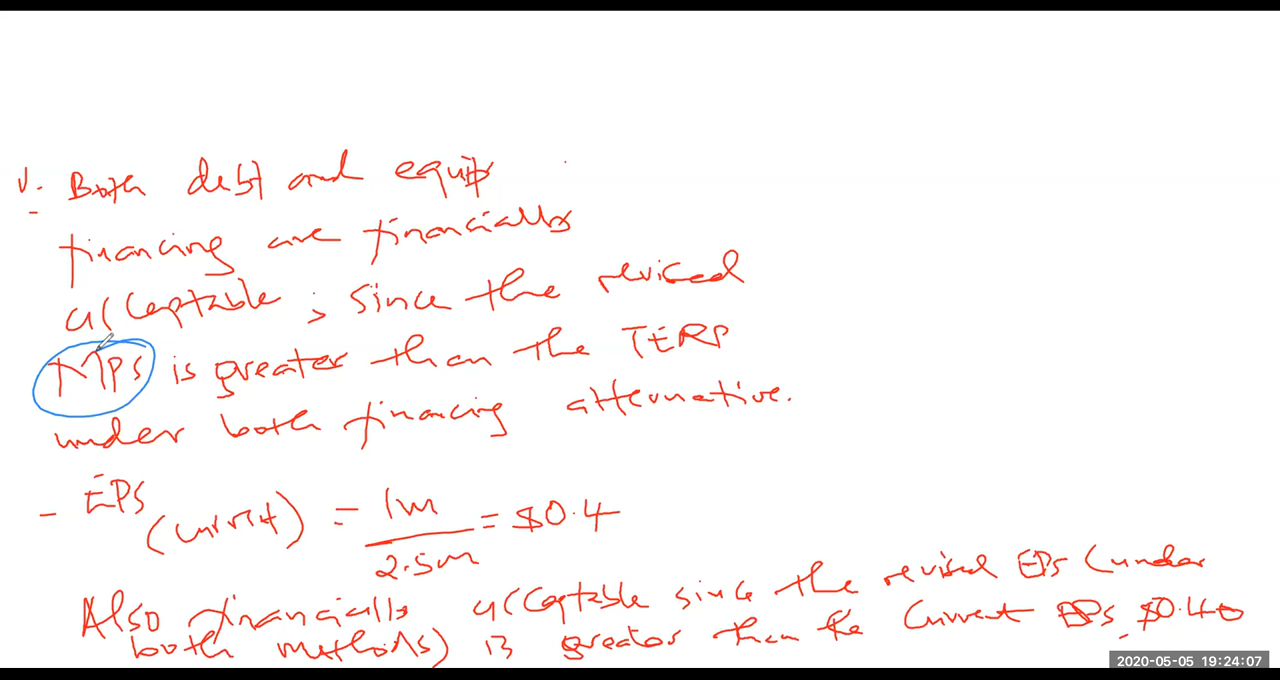 V. Both debt and equity
financing are financially
acceptable; since the revised
MPS is greater than the TERP
under both financing alternative.
- EPS (current) = 1m / 2.5m = $0.4
Also financially acceptable since the revised EPS (under
both methods) is greater than the current EPS $0.40
2020-05-05 19:24:07